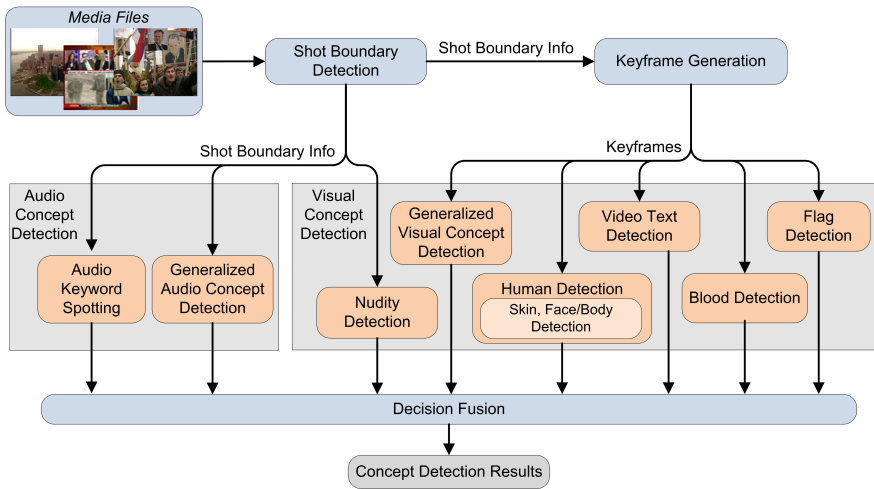 Media Files
Shot Boundary
Detection
Shot Boundary Info
Keyframe Generation
Shot Boundary Info
Keyframes
Audio
Concept
Detection
Visual
Concept
Detection
Audio
Keyword
Spotting
Generalized
Audio Concept
Detection
Nudity
Detection
Generalized
Visual Concept
Detection
Human Detection
Skin, Face/Body
Detection
Video Text
Detection
Blood Detection
Flag
Detection
Decision Fusion
Concept Detection Results